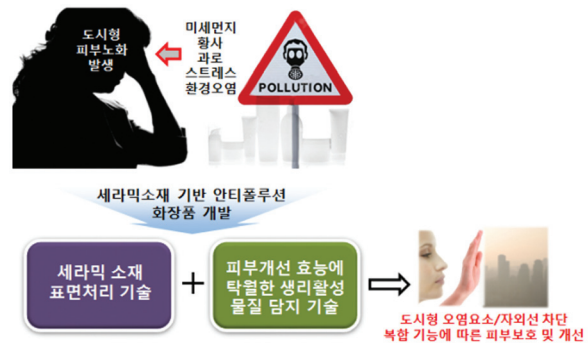 도시형
피부노화
발생
미세먼지
황사
과로
스트레스
환경오염
POLLUTION
세라믹소재 기반 안티폴루션
화장품 개발
세라믹 소재
표면처리 기술
+
피부개선 효능에
탁월한 생리활성
물질 담지 기술
도시형 오염요소/자외선 차단
복합 기능에 따른 피부보호 및 개선